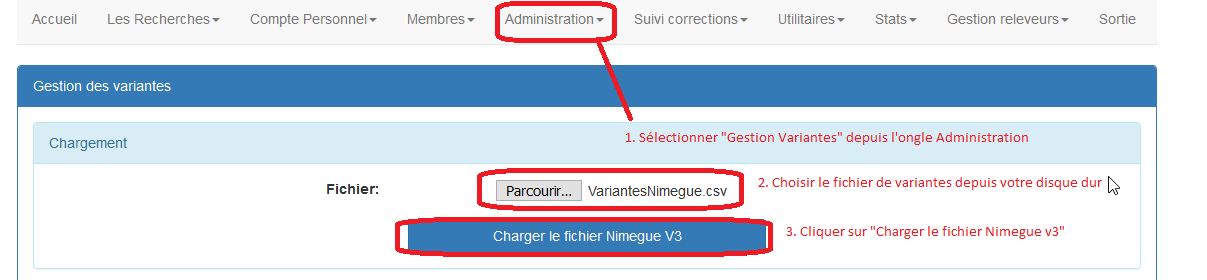 Accueil Les Recherches Compte Personnel Membres Administration Suivi corrections Utilitaires Stats Gestion releveurs Sortie
Gestion des variantes
Chargement
1. Sélectionner "Gestion Variantes" depuis l'ongle Administration
Fichier: Parcourir... VariantesNimegue.csv
2. Choisir le fichier de variantes depuis votre disque dur
Charger le fichier Nimegue V3
3. Cliquer sur "Charger le fichier Nimegue v3"